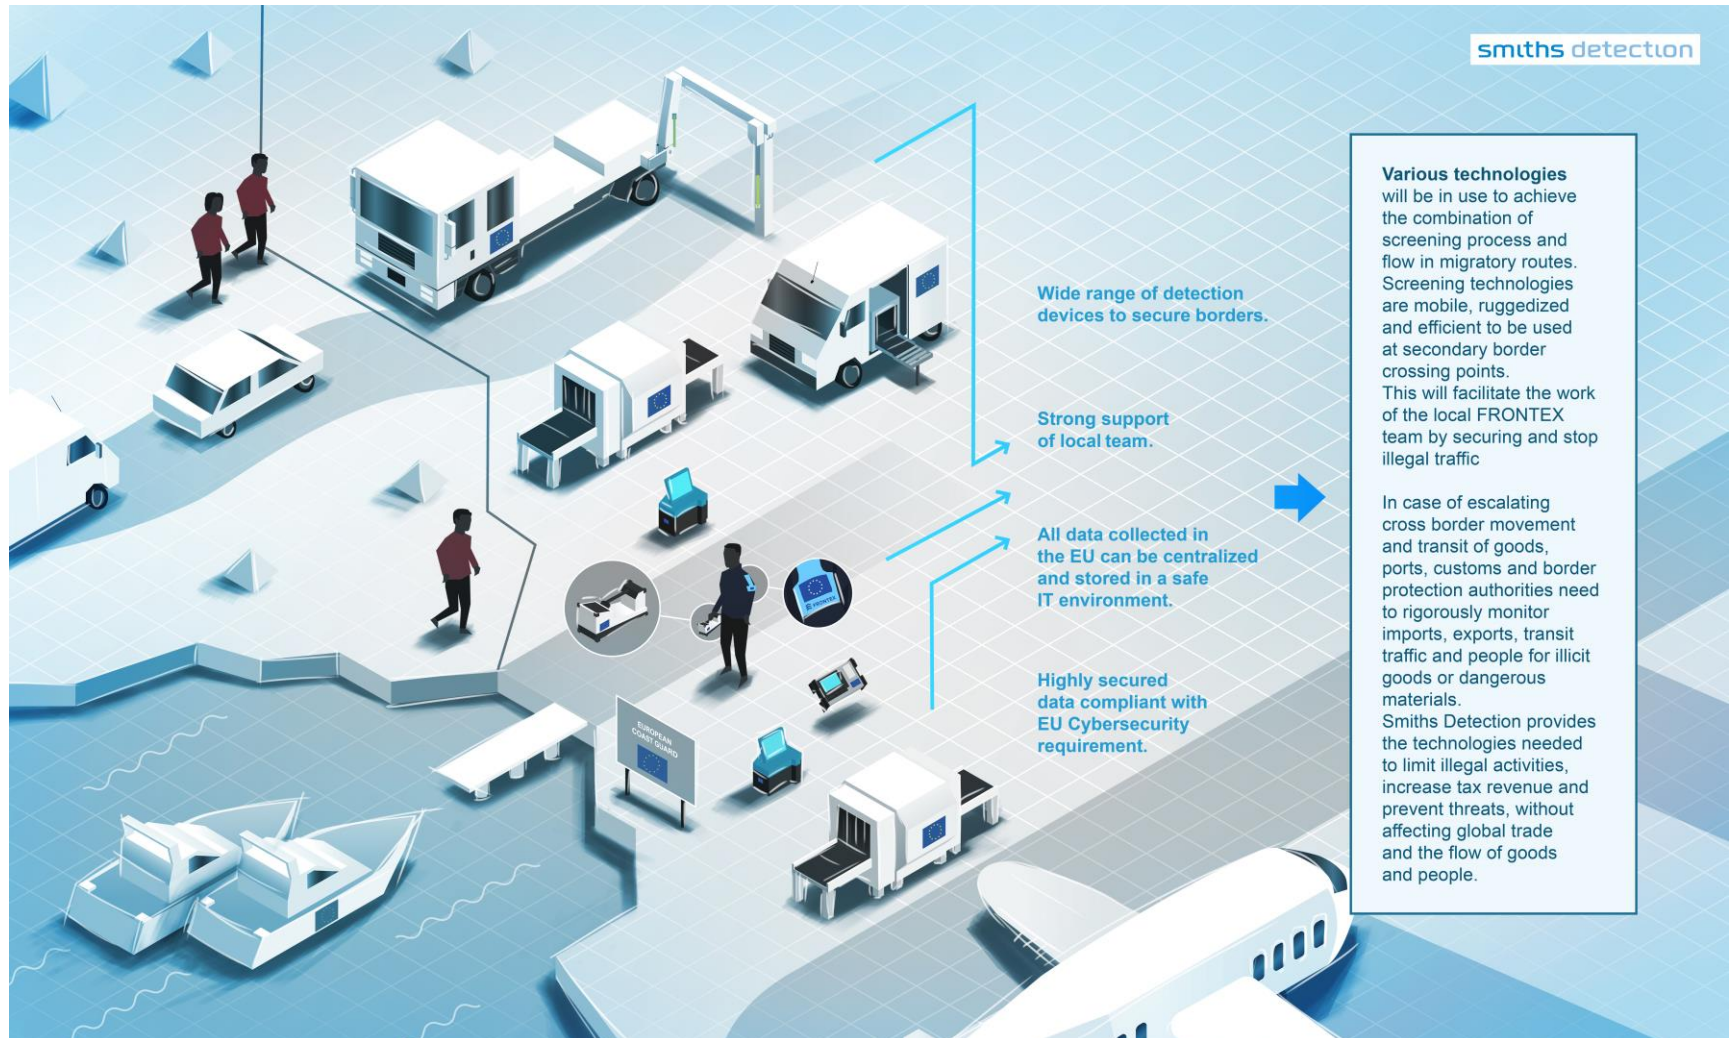 smiths detection
Wide range of detection
devices to secure borders.
Strong support
of local team.
All data collected in
the EU can be centralized
and stored in a safe
IT environment.
Highly secured
data compliant with
EU Cybersecurity
requirement.
FRONTEX
EUROPEAN
COAST GUARD
Various technologies
will be in use to achieve
the combination of
screening process and
flow in migratory routes.
Screening technologies
are mobile, ruggedized
and efficient to be used
at secondary border
crossing points.
This will facilitate the work
of the local FRONTEX
team by securing and stop
illegal traffic
In case of escalating
cross border movement
and transit of goods,
ports, customs and border
protection authorities need
to rigorously monitor
imports, exports, transit
traffic and people for illicit
goods or dangerous
materials.
Smiths Detection provides
the technologies needed
to limit illegal activities,
increase tax revenue and
prevent threats, without
affecting global trade
and the flow of goods
and people.